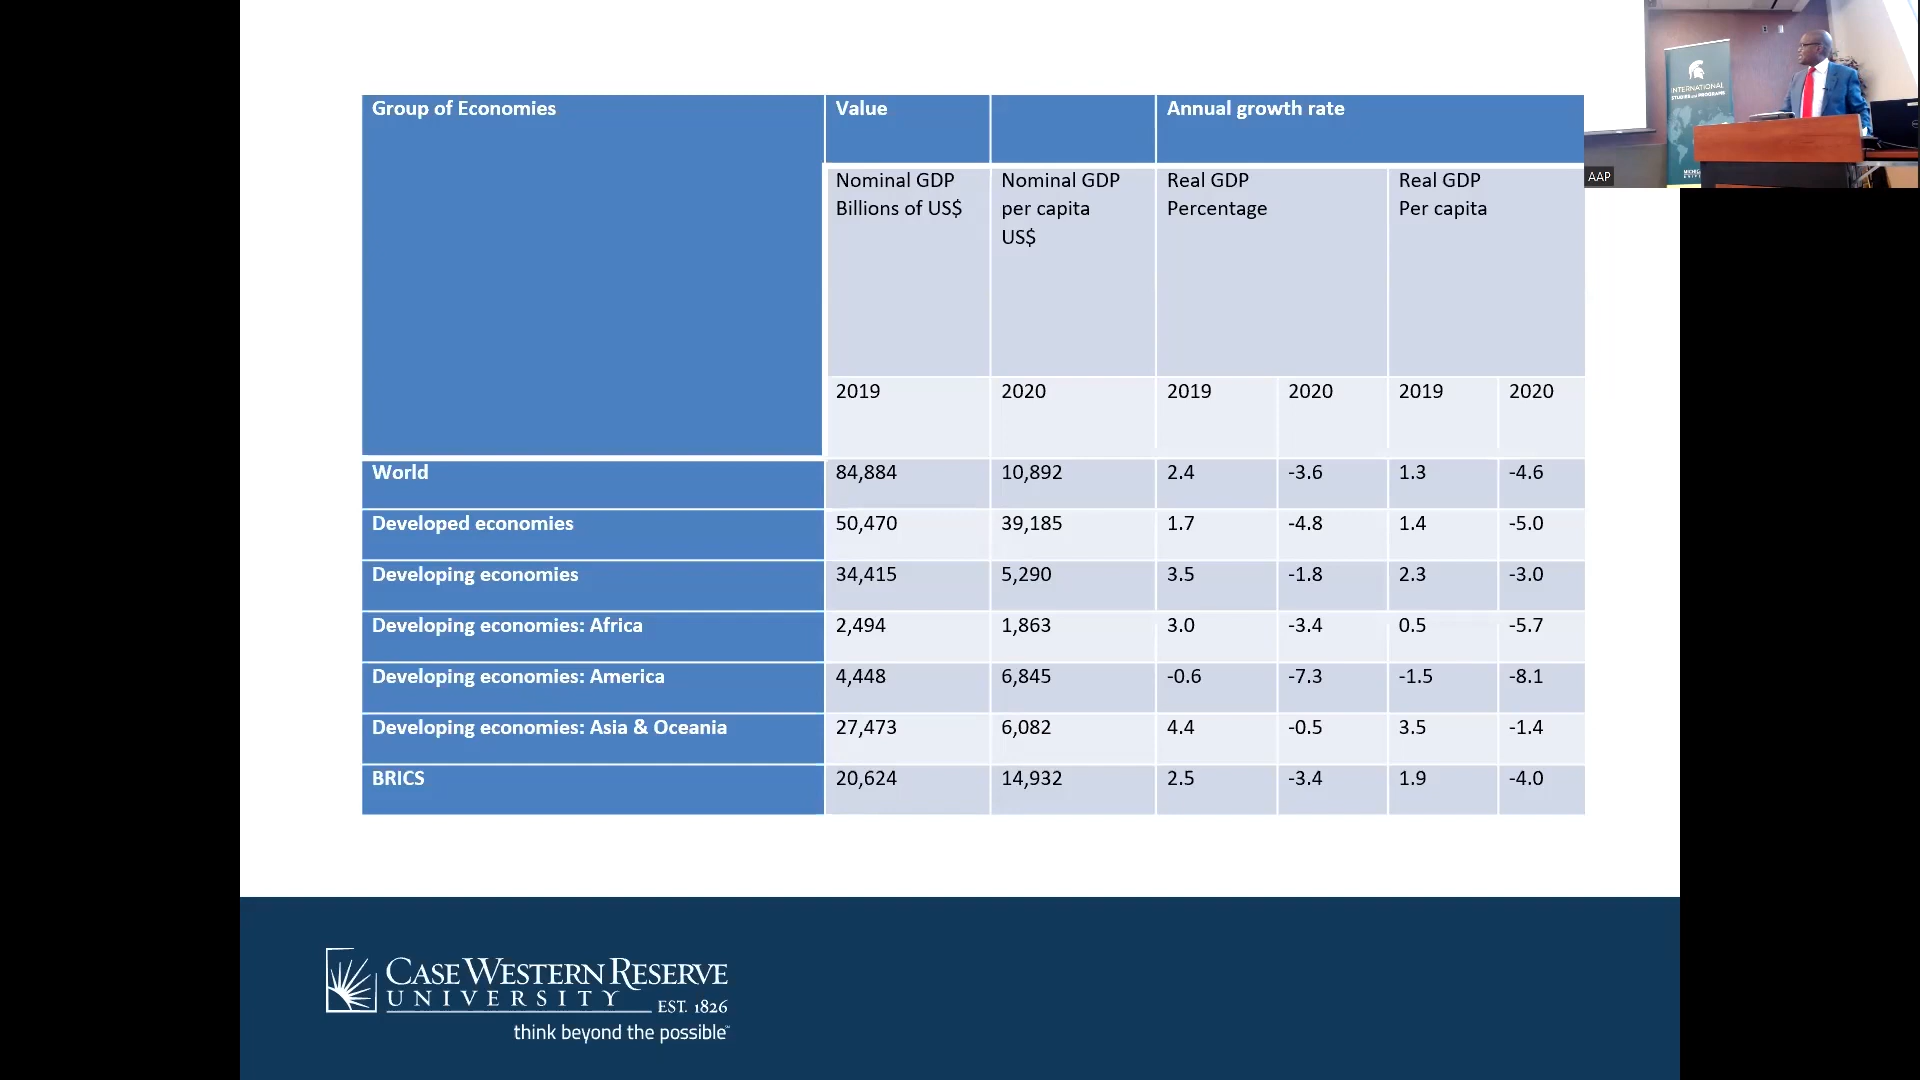 Group of Economies Value Annual growth rate
Nominal GDP Nominal GDP Real GDP Real GDP
Billions of US$ per capita Percentage Per capita
US$
2019 2020 2019 2020 2019 2020
World 84,884 10,892 2.4 -3.6 1.3 -4.6
Developed economies 50,470 39,185 1.7 -4.8 1.4 -5.0
Developing economies 34,415 5,290 3.5 -1.8 2.3 -3.0
Developing economies: Africa 2,494 1,863 3.0 -3.4 0.5 -5.7
Developing economies: America 4,448 6,845 -0.6 -7.3 -1.5 -8.1
Developing economies: Asia & Oceania 27,473 6,082 4.4 -0.5 3.5 -1.4
BRICS 20,624 14,932 2.5 -3.4 1.9 -4.0
INTERNATIONAL
STUDIES AND PROGRAMS
AAP
CASE WESTERN RESERVE
UNIVERSITY EST. 1826
think beyond the possible